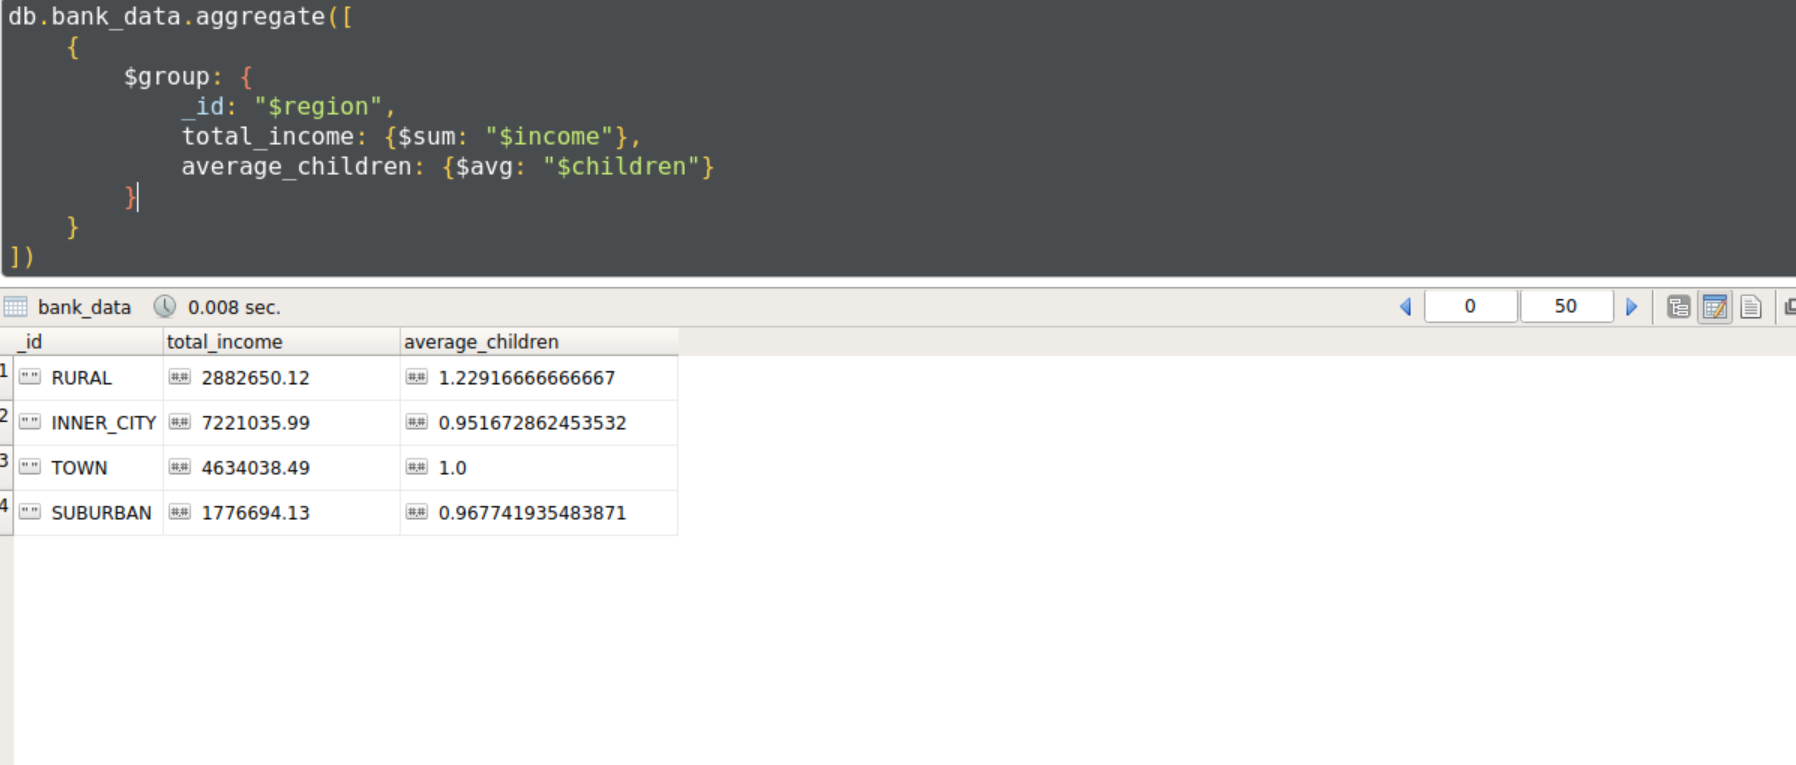 db.bank_data.aggregate([
{
$group: {
_id: "$region",
total_income: {$sum: "$income"},
average_children: {$avg: "$children"}
}
}
])
bank_data 0.008 sec. 0 50
_id total_income average_children
1 "" RURAL #.# 2882650.12 #.# 1.22916666666667
2 "" INNER_CITY #.# 7221035.99 #.# 0.951672862453532
3 "" TOWN #.# 4634038.49 #.# 1.0
4 "" SUBURBAN #.# 1776694.13 #.# 0.967741935483871